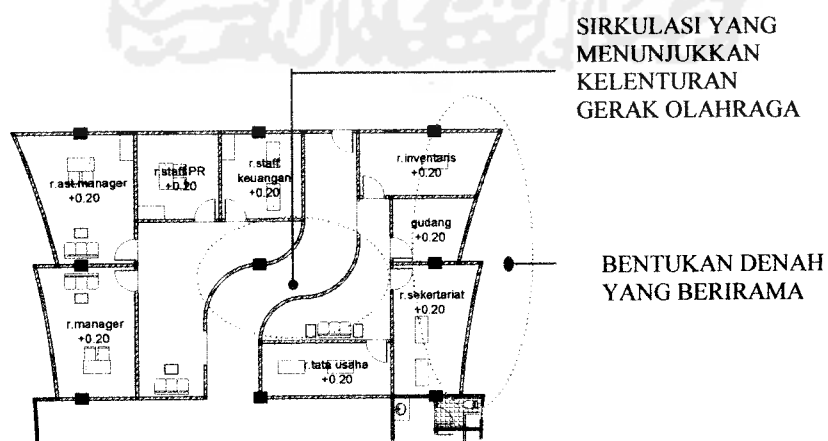 SIRKULASI YANG
MENUNJUKKAN
KELENTURAN
GERAK OLAHRAGA
r.ast.manager
+0.20
r.staff PR
+0.20
r.staff
keuangan
+0.20
r.inventaris
+0.20
gudang
+0.20
BENTUKAN DENAH
YANG BERIRAMA
r.manager
+0.20
r.sekertariat
+0.20
r.tata usaha
+0.20